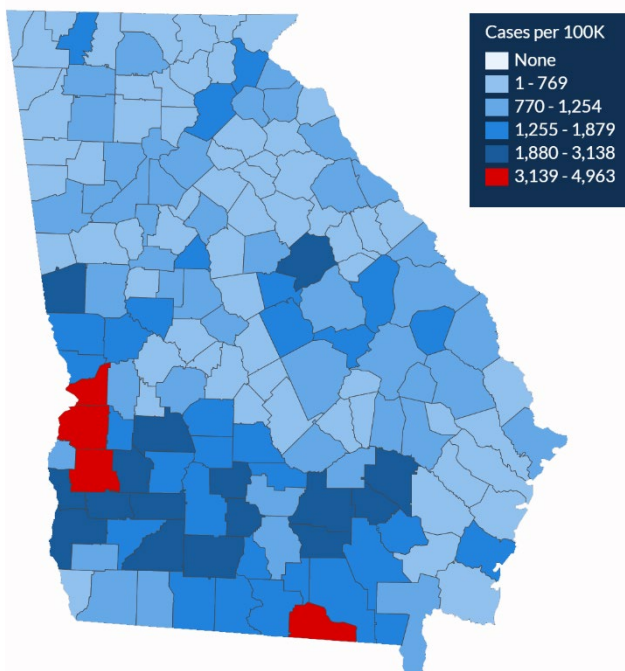 Cases per 100K
None
1 - 769
770 - 1,254
1,255 - 1,879
1,880 - 3,138
3,139 - 4,963